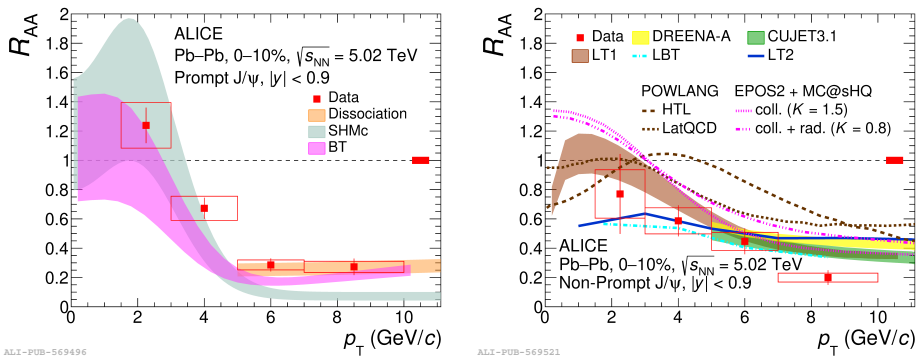 R_AA
2
1.8
1.6
1.4
1.2
1
0.8
0.6
0.4
0.2
0
0 2 4 6 8 10
p_T (GeV/c)
ALICE
Pb–Pb, 0–10%, √s_NN = 5.02 TeV
Prompt J/ψ, |y| < 0.9
Data
Dissociation
SHMc
BT
ALI-PUB-569496
R_AA
2
1.8
1.6
1.4
1.2
1
0.8
0.6
0.4
0.2
0
0 2 4 6 8 10
p_T (GeV/c)
Data DREENA-A CUJET3.1
LT1 LBT LT2
POWLANG EPOS2 + MC@sHQ
HTL coll. (K = 1.5)
LatQCD coll. + rad. (K = 0.8)
ALICE
Pb–Pb, 0–10%, √s_NN = 5.02 TeV
Non-Prompt J/ψ, |y| < 0.9
ALI-PUB-569521